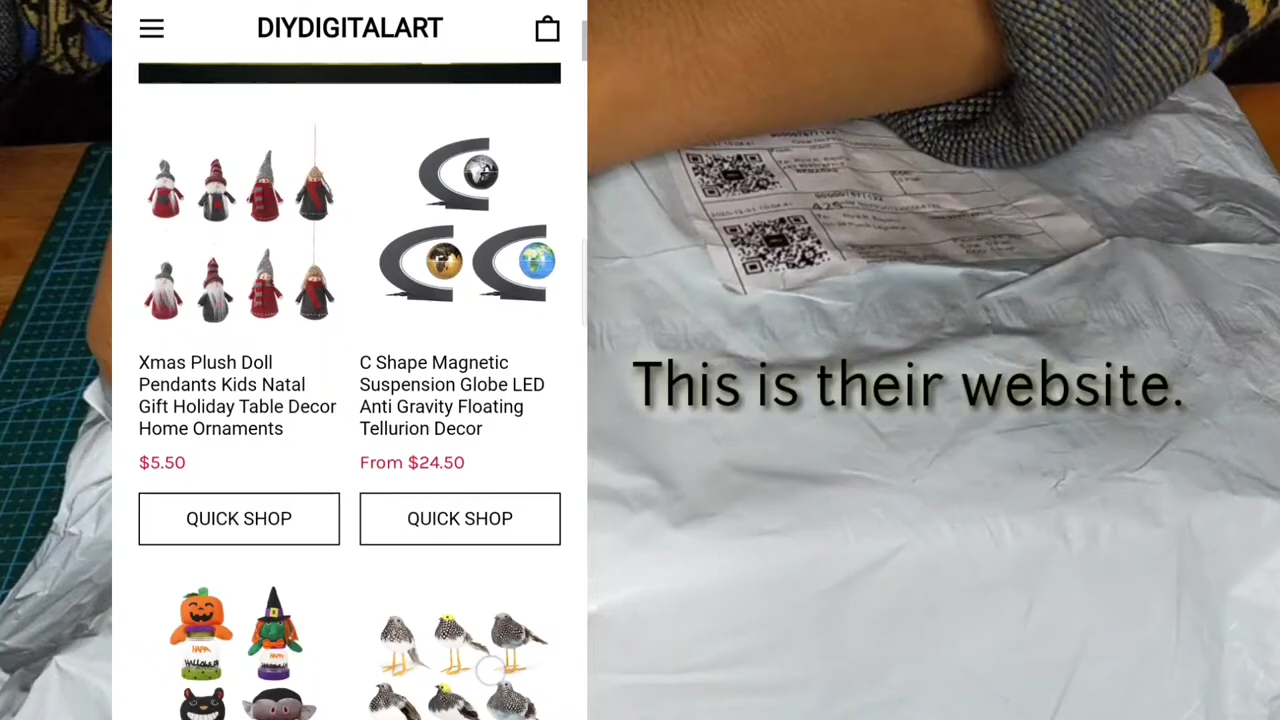 DIYDIGITALART
Xmas Plush Doll
Pendants Kids Natal
Gift Holiday Table Decor
Home Ornaments
$5.50
QUICK SHOP
C Shape Magnetic
Suspension Globe LED
Anti Gravity Floating
Tellurion Decor
From $24.50
QUICK SHOP
This is their website.